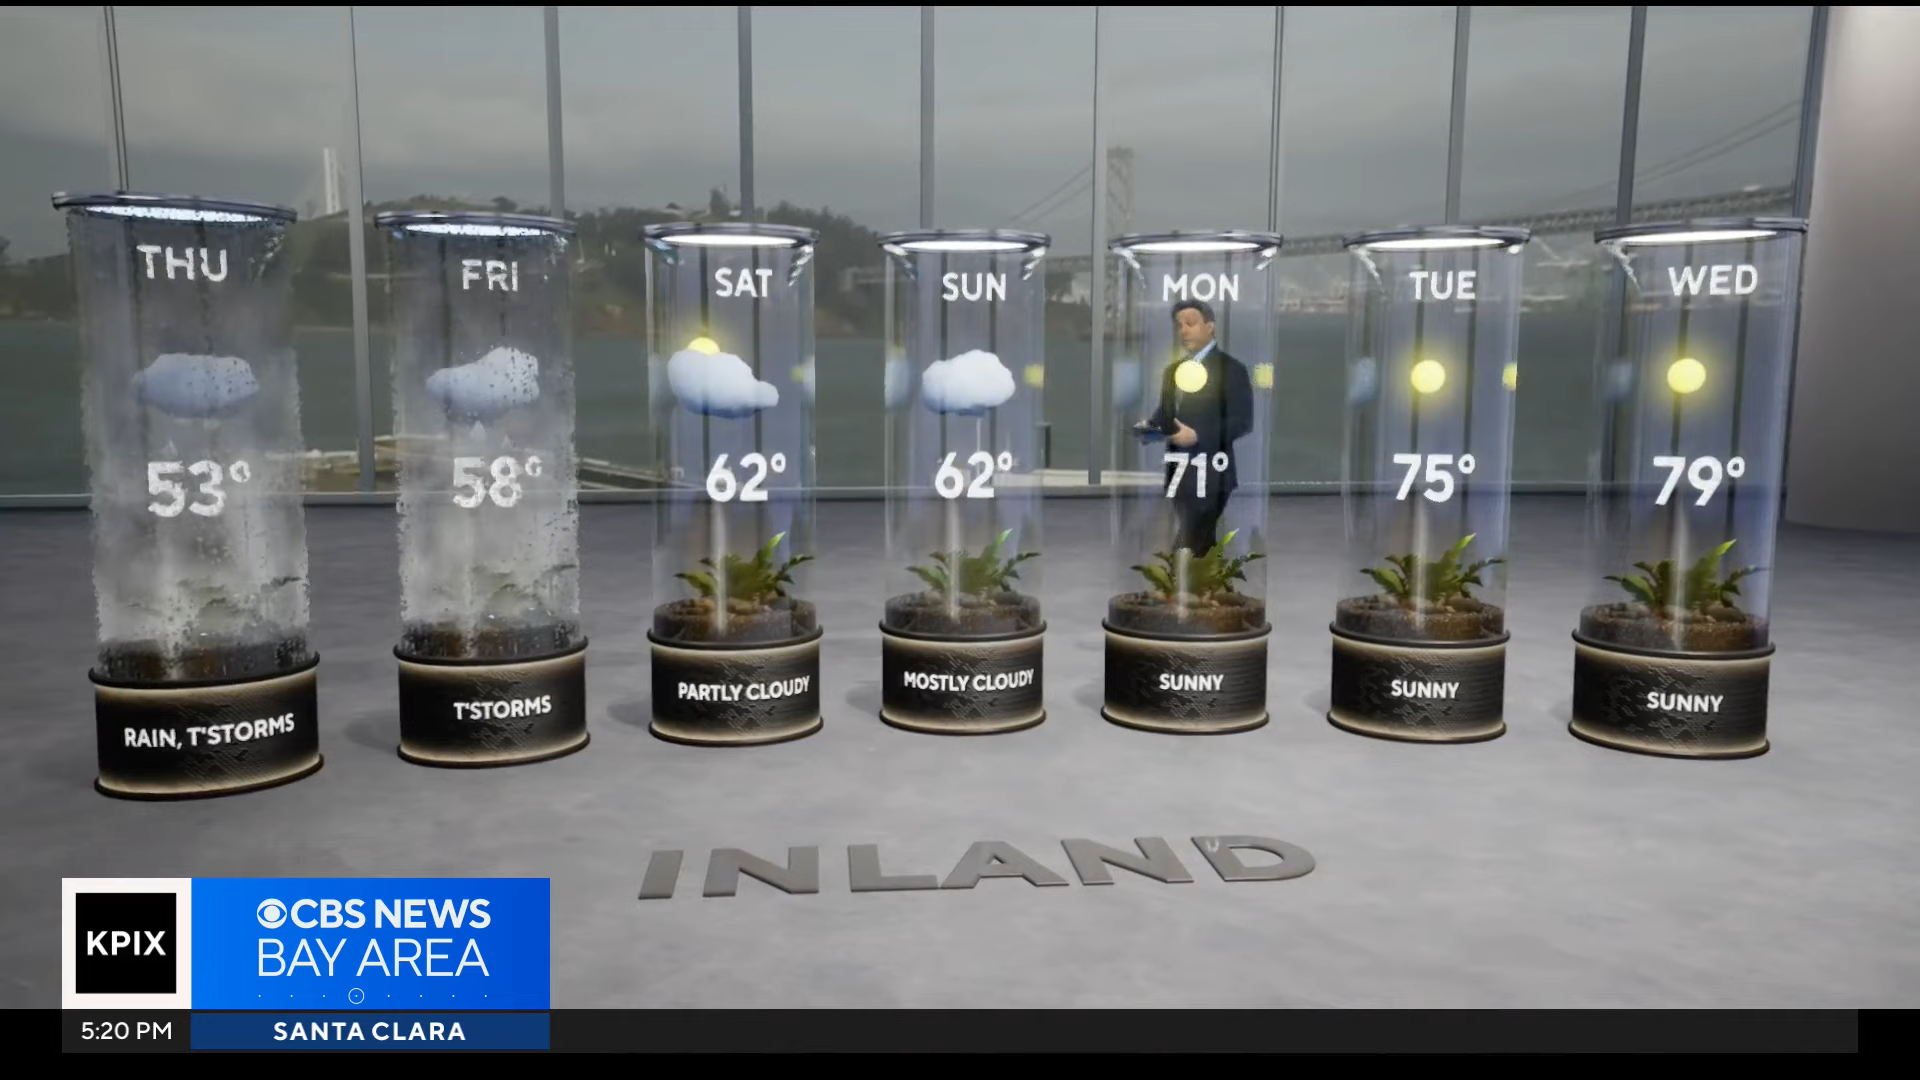 THU
FRI
SAT
SUN
MON
TUE
WED
53°
58°
62°
62°
71°
75°
79°
RAIN, T'STORMS
T'STORMS
PARTLY CLOUDY
MOSTLY CLOUDY
SUNNY
SUNNY
SUNNY
INLAND
KPIX
CBS NEWS
BAY AREA
5:20 PM
SANTA CLARA